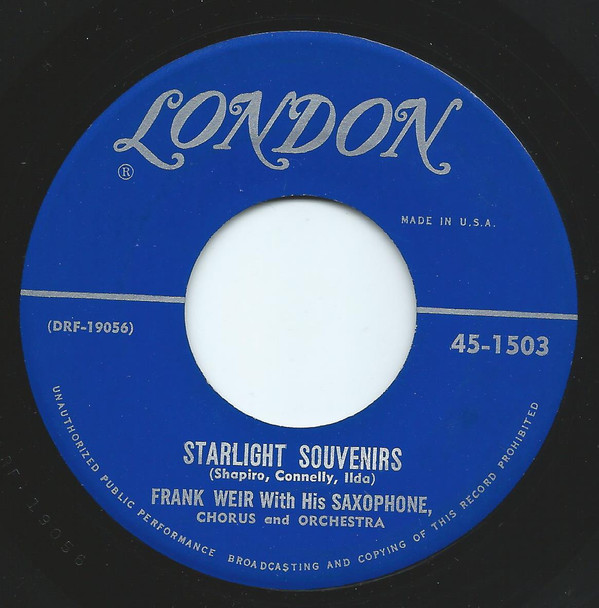 LONDON
®
MADE IN U.S.A.
(DRF-19056)
45-1503
STARLIGHT SOUVENIRS
(Shapiro, Connelly, Ilda)
FRANK WEIR With His SAXOPHONE,
CHORUS and ORCHESTRA
UNAUTHORIZED PUBLIC PERFORMANCE BROADCASTING AND COPYING OF THIS RECORD PROHIBITED